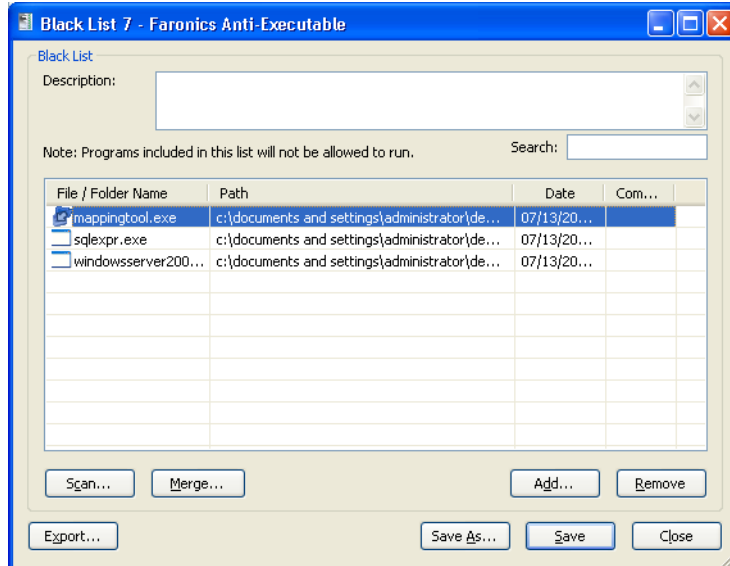 Black List 7 - Faronics Anti-Executable
Black List
Description:
Note: Programs included in this list will not be allowed to run.
Search:
File / Folder Name Path Date Com...
mappingtool.exe c:\documents and settings\administrator\de... 07/13/20...
sqlexpr.exe c:\documents and settings\administrator\de... 07/13/20...
windowsserver200... c:\documents and settings\administrator\de... 07/13/20...
Scan... Merge... Add... Remove
Export... Save As... Save Close